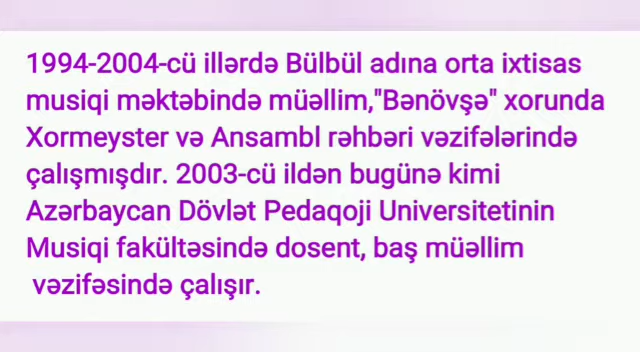 1994-2004-cü illərdə Bülbül adına orta ixtisas
musiqi məktəbində müəllim,"Bənövşə" xorunda
Xormeyster və Ansambl rəhbəri vəzifələrində
çalışmışdır. 2003-cü ildən bugünə kimi
Azərbaycan Dövlət Pedaqoji Universitetinin
Musiqi fakültəsində dosent, baş müəllim
vəzifəsində çalışır.